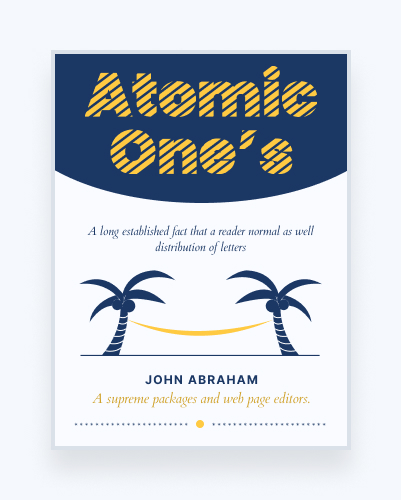 Atomic
One's
A long established fact that a reader normal as well
distribution of letters
JOHN ABRAHAM
A supreme packages and web page editors.